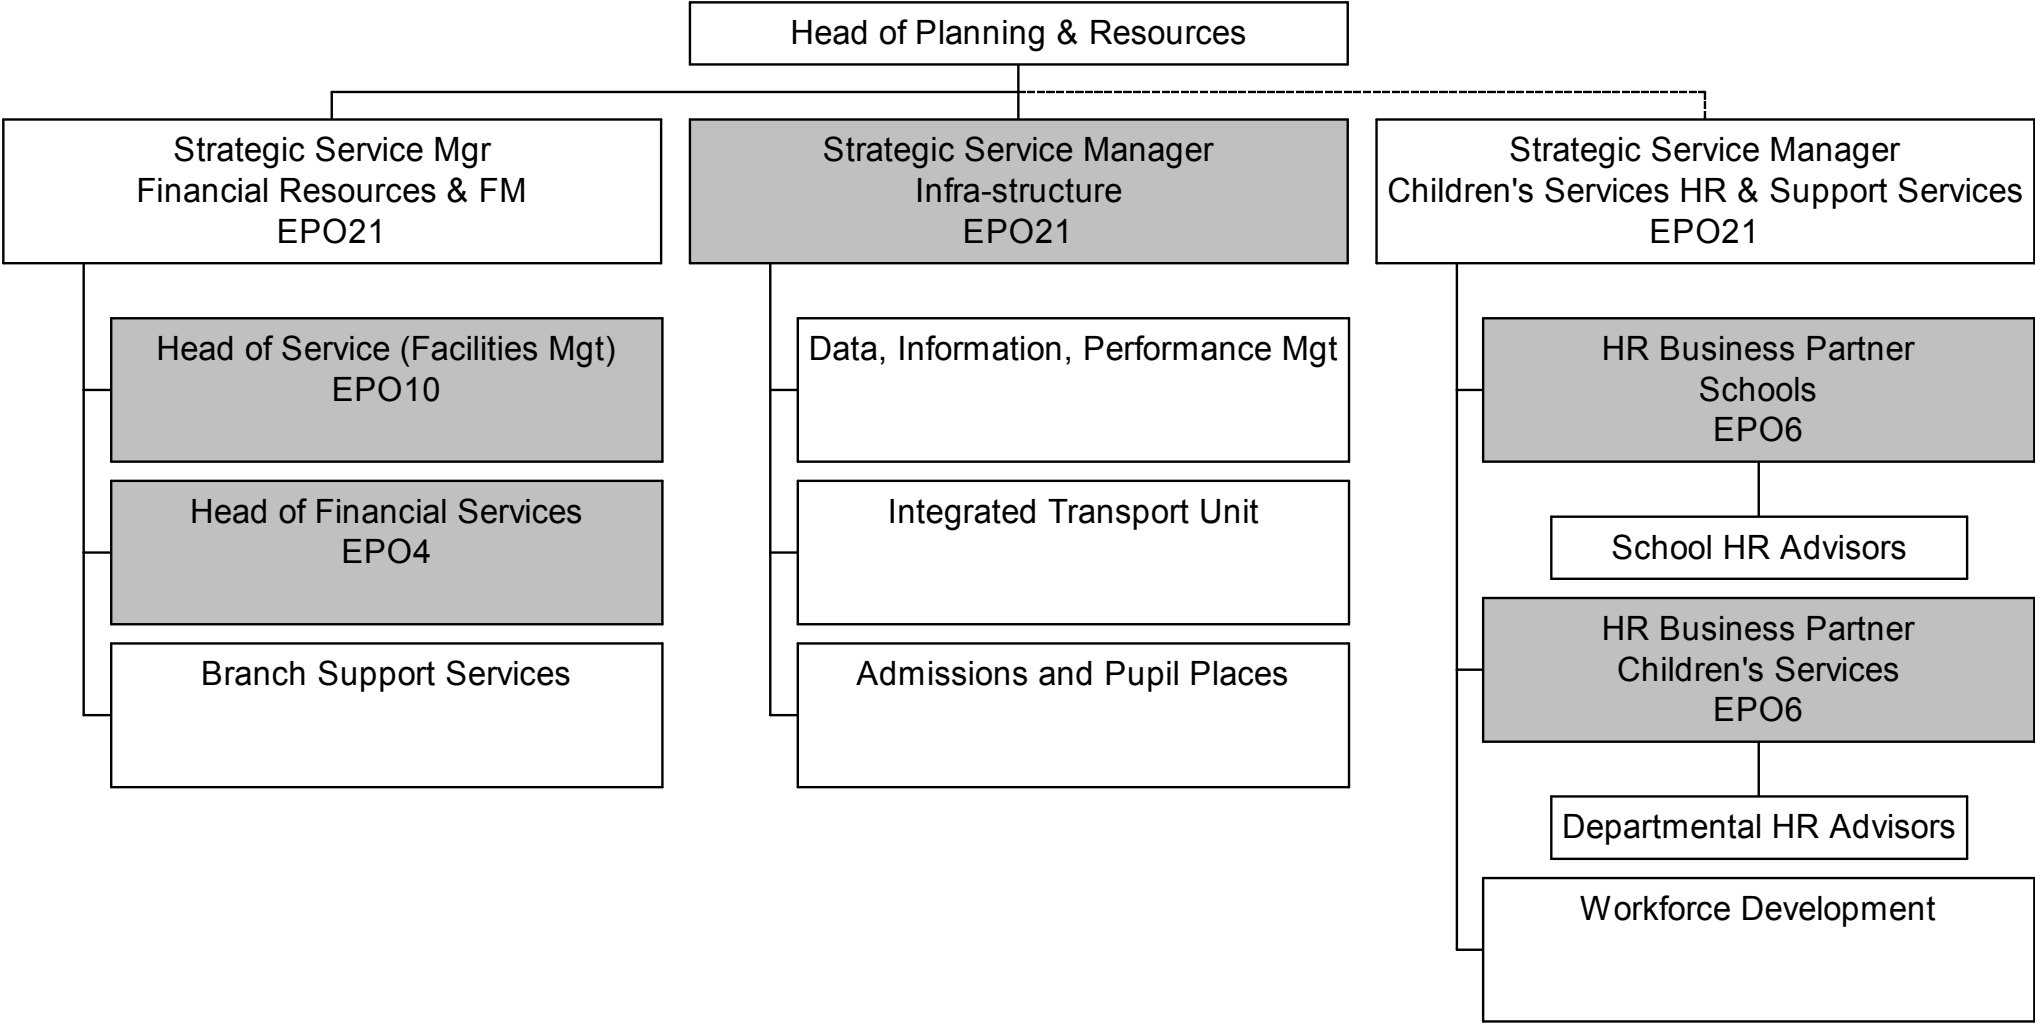 Head of Planning & Resources
Strategic Service Mgr
Financial Resources & FM
EPO21
Strategic Service Manager
Infra-structure
EPO21
Strategic Service Manager
Children's Services HR & Support Services
EPO21
Head of Service (Facilities Mgt)
EPO10
Head of Financial Services
EPO4
Branch Support Services
Data, Information, Performance Mgt
Integrated Transport Unit
Admissions and Pupil Places
HR Business Partner
Schools
EPO6
School HR Advisors
HR Business Partner
Children's Services
EPO6
Departmental HR Advisors
Workforce Development